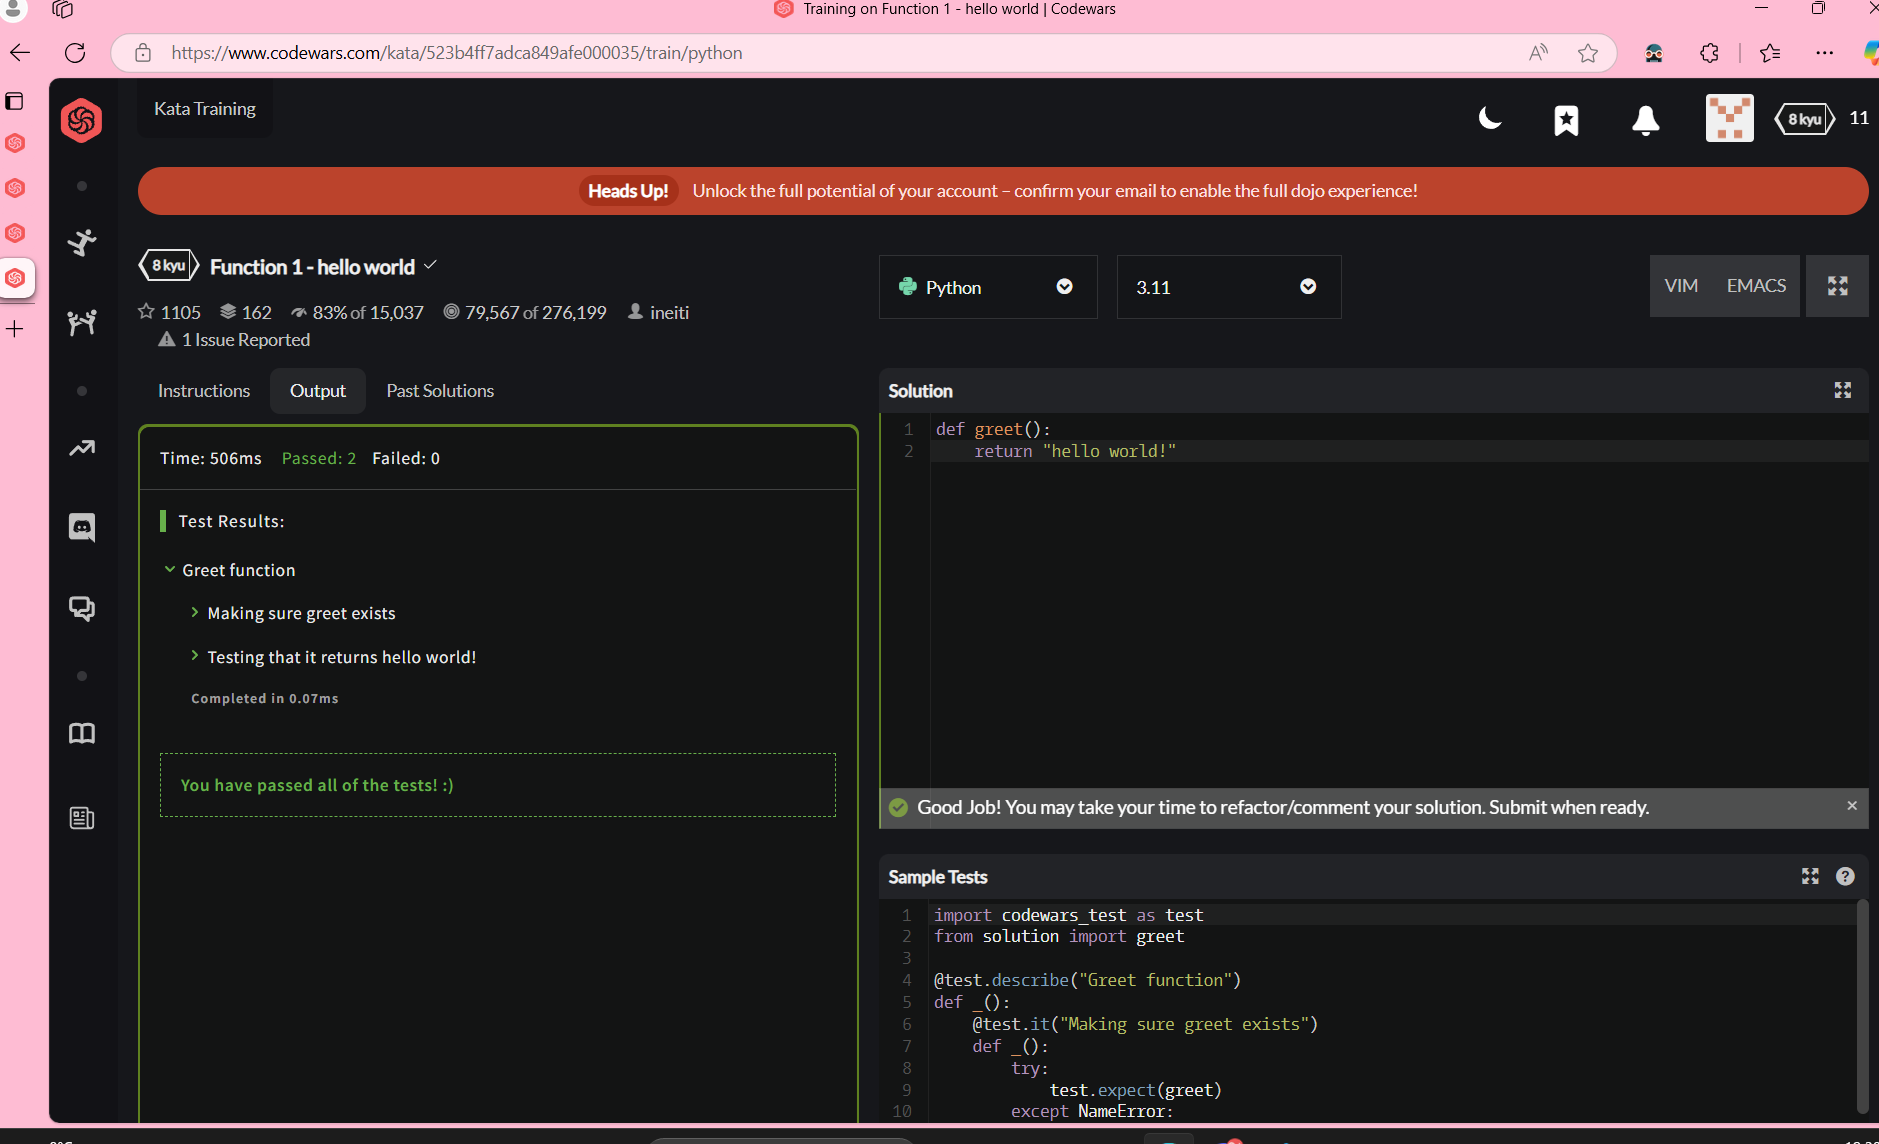 Training on Function 1 - hello world | Codewars
https://www.codewars.com/kata/523b4ff7adca849afe000035/train/python
Kata Training
8 kyu
11
Heads Up! Unlock the full potential of your account – confirm your email to enable the full dojo experience!
8 kyu Function 1 - hello world
1105 162 83% of 15,037 79,567 of 276,199 ineiti
1 Issue Reported
Python
3.11
VIM EMACS
Instructions Output Past Solutions
Time: 506ms Passed: 2 Failed: 0
Test Results:
Greet function
Making sure greet exists
Testing that it returns hello world!
Completed in 0.07ms
You have passed all of the tests! :)
Solution
1 def greet():
2     return "hello world!"
Good Job! You may take your time to refactor/comment your solution. Submit when ready.
Sample Tests
1 import codewars_test as test
2 from solution import greet
3
4 @test.describe("Greet function")
5 def _():
6     @test.it("Making sure greet exists")
7     def _():
8         try:
9             test.expect(greet)
10         except NameError: